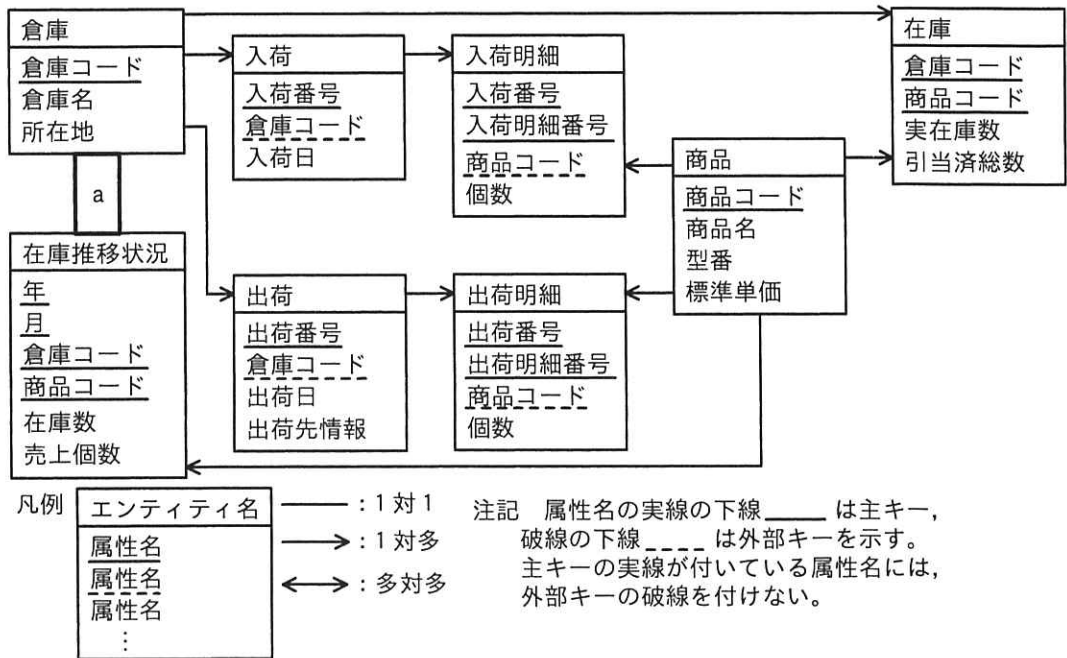 倉庫
倉庫コード
倉庫名
所在地
a
在庫推移状況
年
月
倉庫コード
商品コード
在庫数
売上個数
入荷
入荷番号
倉庫コード
入荷日
入荷明細
入荷番号
入荷明細番号
商品コード
個数
出荷
出荷番号
倉庫コード
出荷日
出荷先情報
出荷明細
出荷番号
出荷明細番号
商品コード
個数
商品
商品コード
商品名
型番
標準単価
在庫
倉庫コード
商品コード
実在庫数
引当済総数
凡例
エンティティ名
属性名
属性名
属性名
⋮
：1対1
：1対多
：多対多
注記 属性名の実線の下線____ は主キー，
破線の下線____ は外部キーを示す。
主キーの実線が付いている属性名には，
外部キーの破線を付けない。